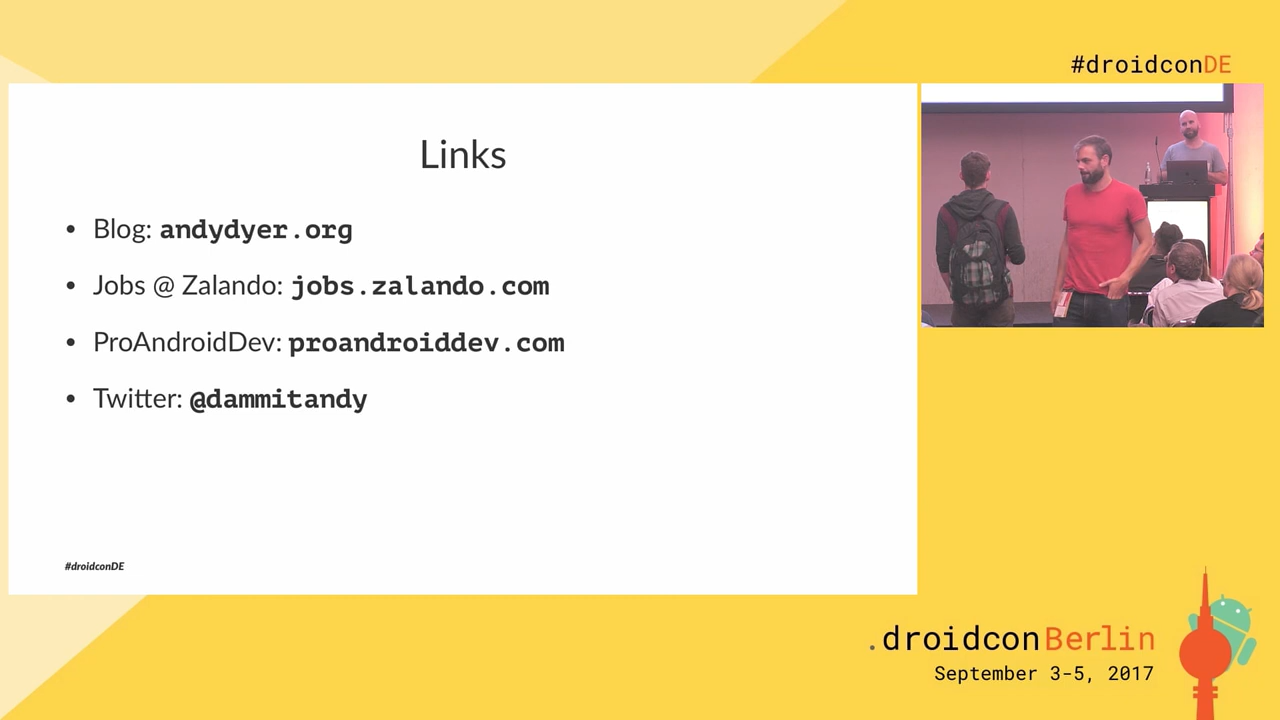 #droidconDE
Links
• Blog: andydyer.org
• Jobs @ Zalando: jobs.zalando.com
• ProAndroidDev: proandroiddev.com
• Twitter: @dammitandy
#droidconDE
.droidconBerlin
September 3-5, 2017